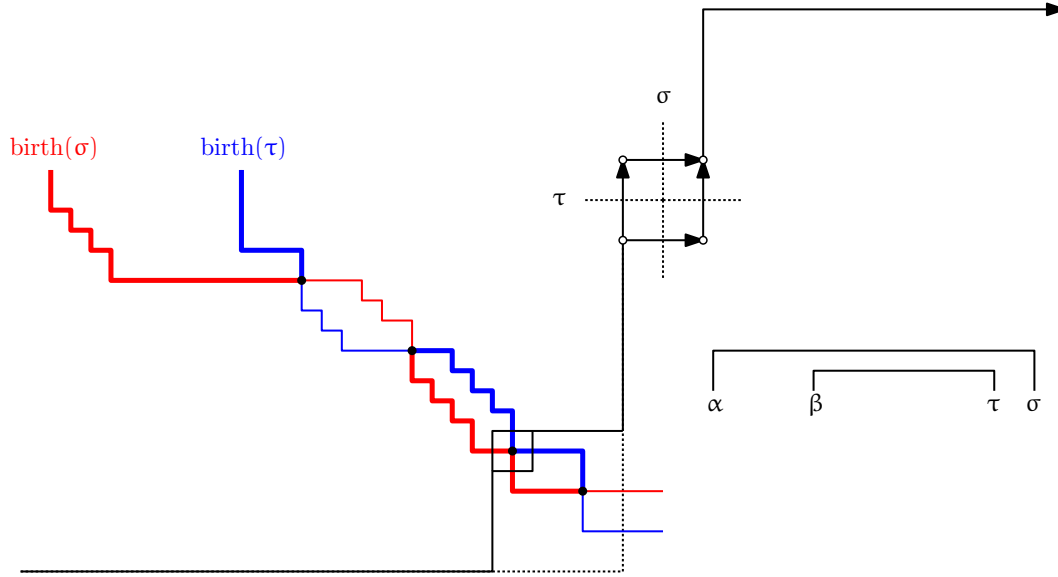 σ
birth(σ) birth(τ)
τ
α β τ σ